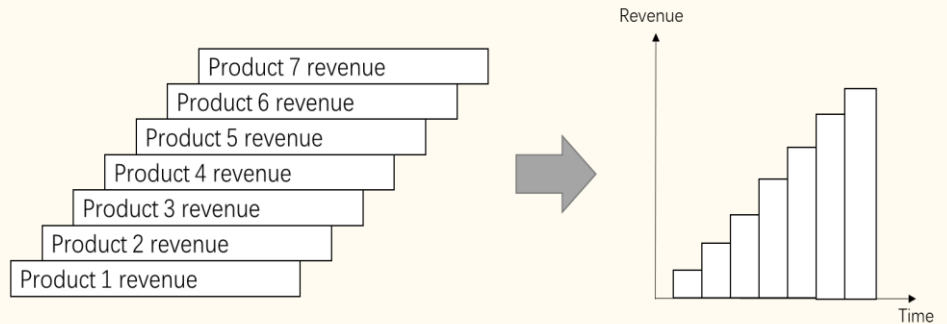 Revenue
Product 7 revenue
Product 6 revenue
Product 5 revenue
Product 4 revenue
Product 3 revenue
Product 2 revenue
Product 1 revenue
Time